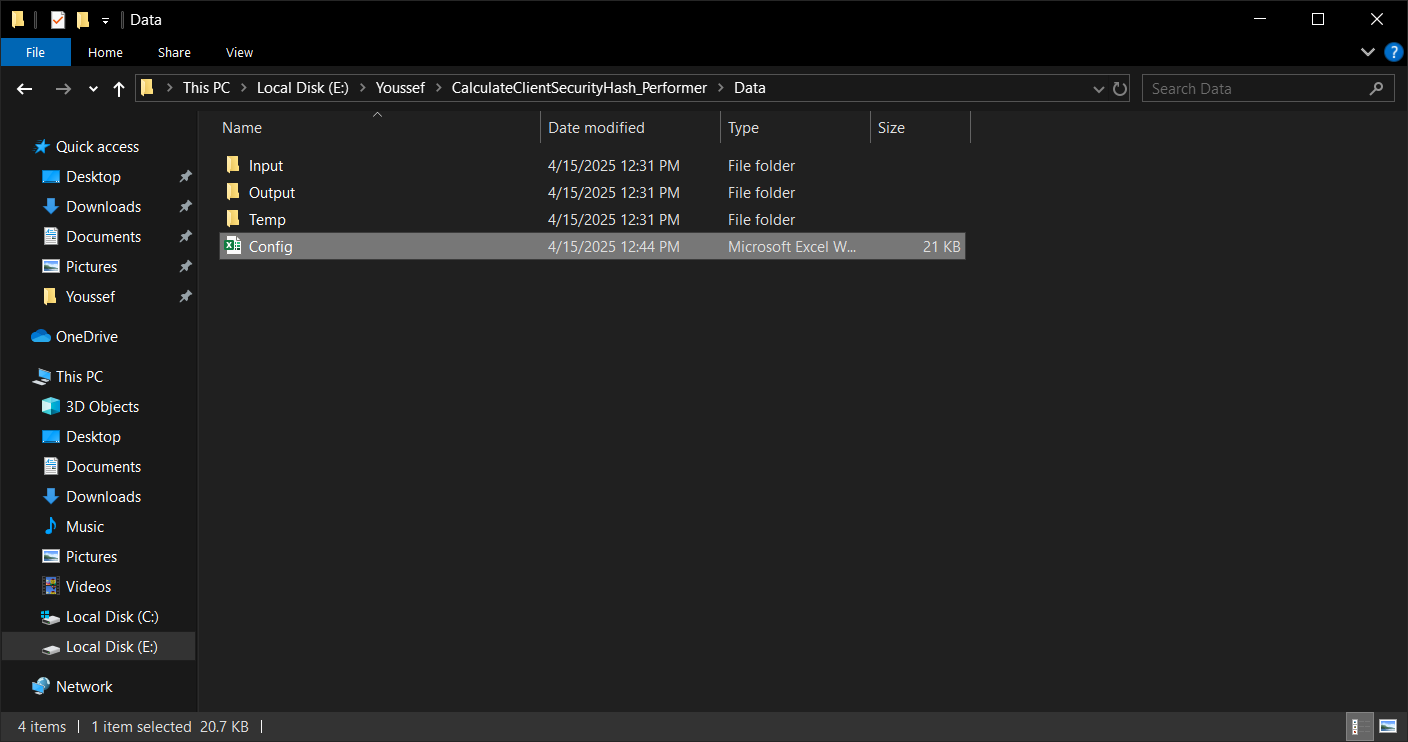 Data
File Home Share View
This PC Local Disk (E:) Youssef CalculateClientSecurityHash_Performer Data Search Data
Name Date modified Type Size
Quick access
Desktop
Downloads
Documents
Pictures
Youssef
OneDrive
This PC
3D Objects
Desktop
Documents
Downloads
Music
Pictures
Videos
Local Disk (C:)
Local Disk (E:)
Network
Input 4/15/2025 12:31 PM File folder
Output 4/15/2025 12:31 PM File folder
Temp 4/15/2025 12:31 PM File folder
Config 4/15/2025 12:44 PM Microsoft Excel W... 21 KB
4 items 1 item selected 20.7 KB